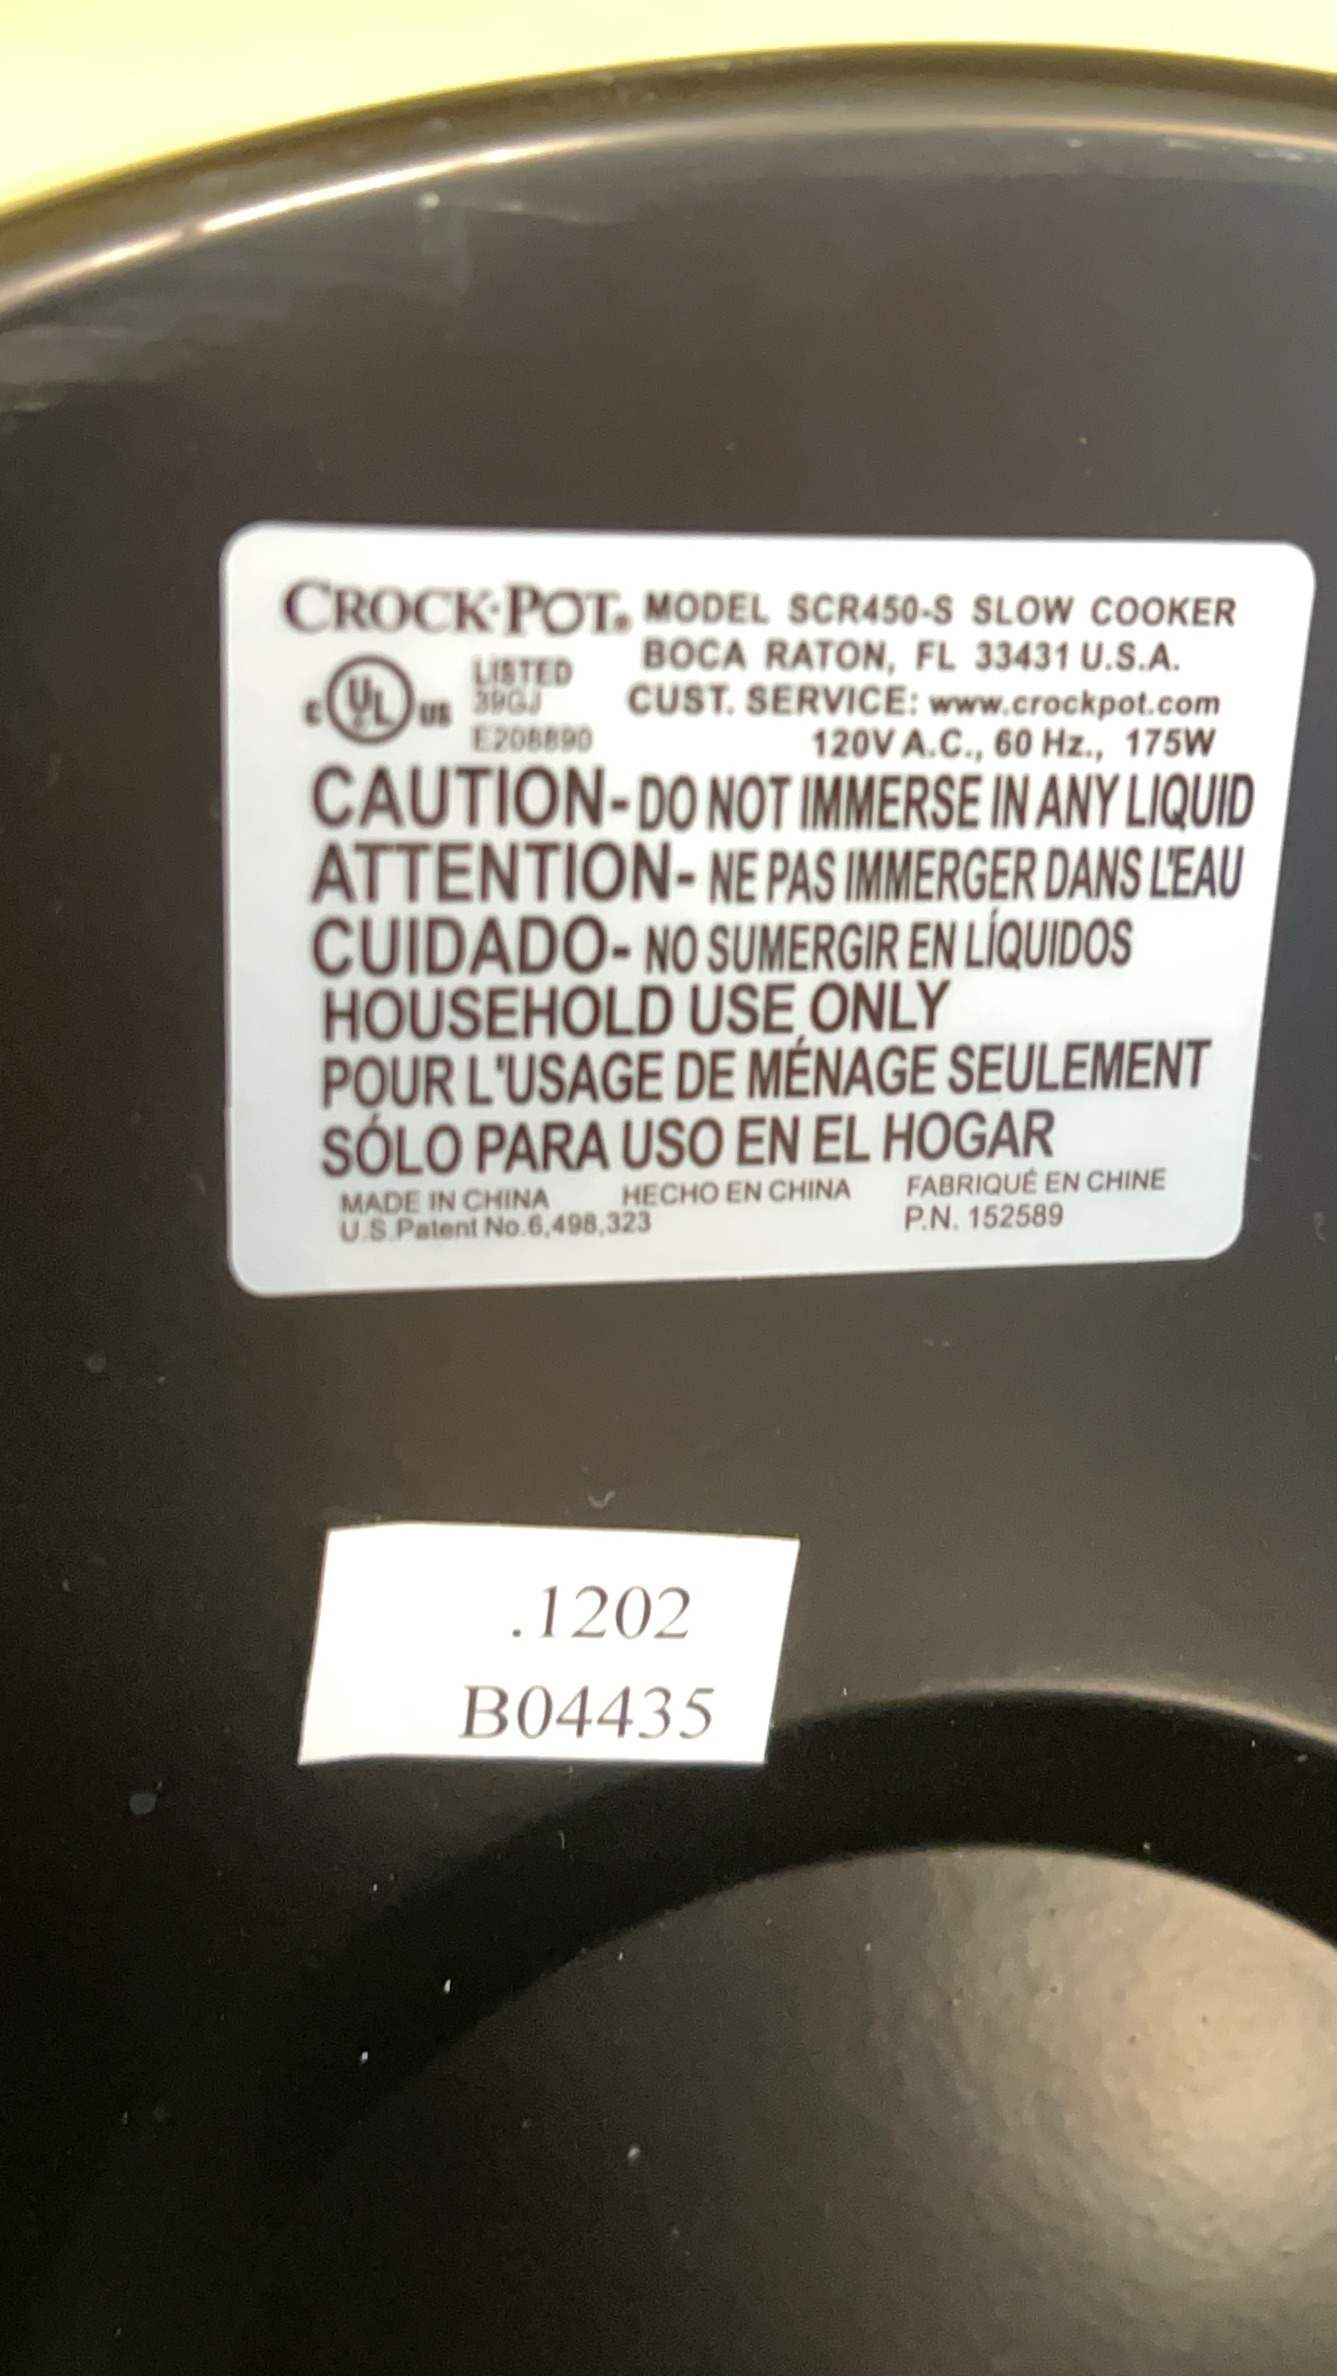 CROCK·POT® MODEL SCR450-S SLOW COOKER
BOCA RATON, FL 33431 U.S.A.
C UL US LISTED
39GJ
E208890
CUST. SERVICE: www.crockpot.com
120V A.C., 60 Hz., 175W
CAUTION- DO NOT IMMERSE IN ANY LIQUID
ATTENTION- NE PAS IMMERGER DANS L'EAU
CUIDADO- NO SUMERGIR EN LÍQUIDOS
HOUSEHOLD USE ONLY
POUR L'USAGE DE MÉNAGE SEULEMENT
SÓLO PARA USO EN EL HOGAR
MADE IN CHINA HECHO EN CHINA FABRIQUÉ EN CHINE
U.S.Patent No.6,498,323 P.N. 152589
.1202
B04435